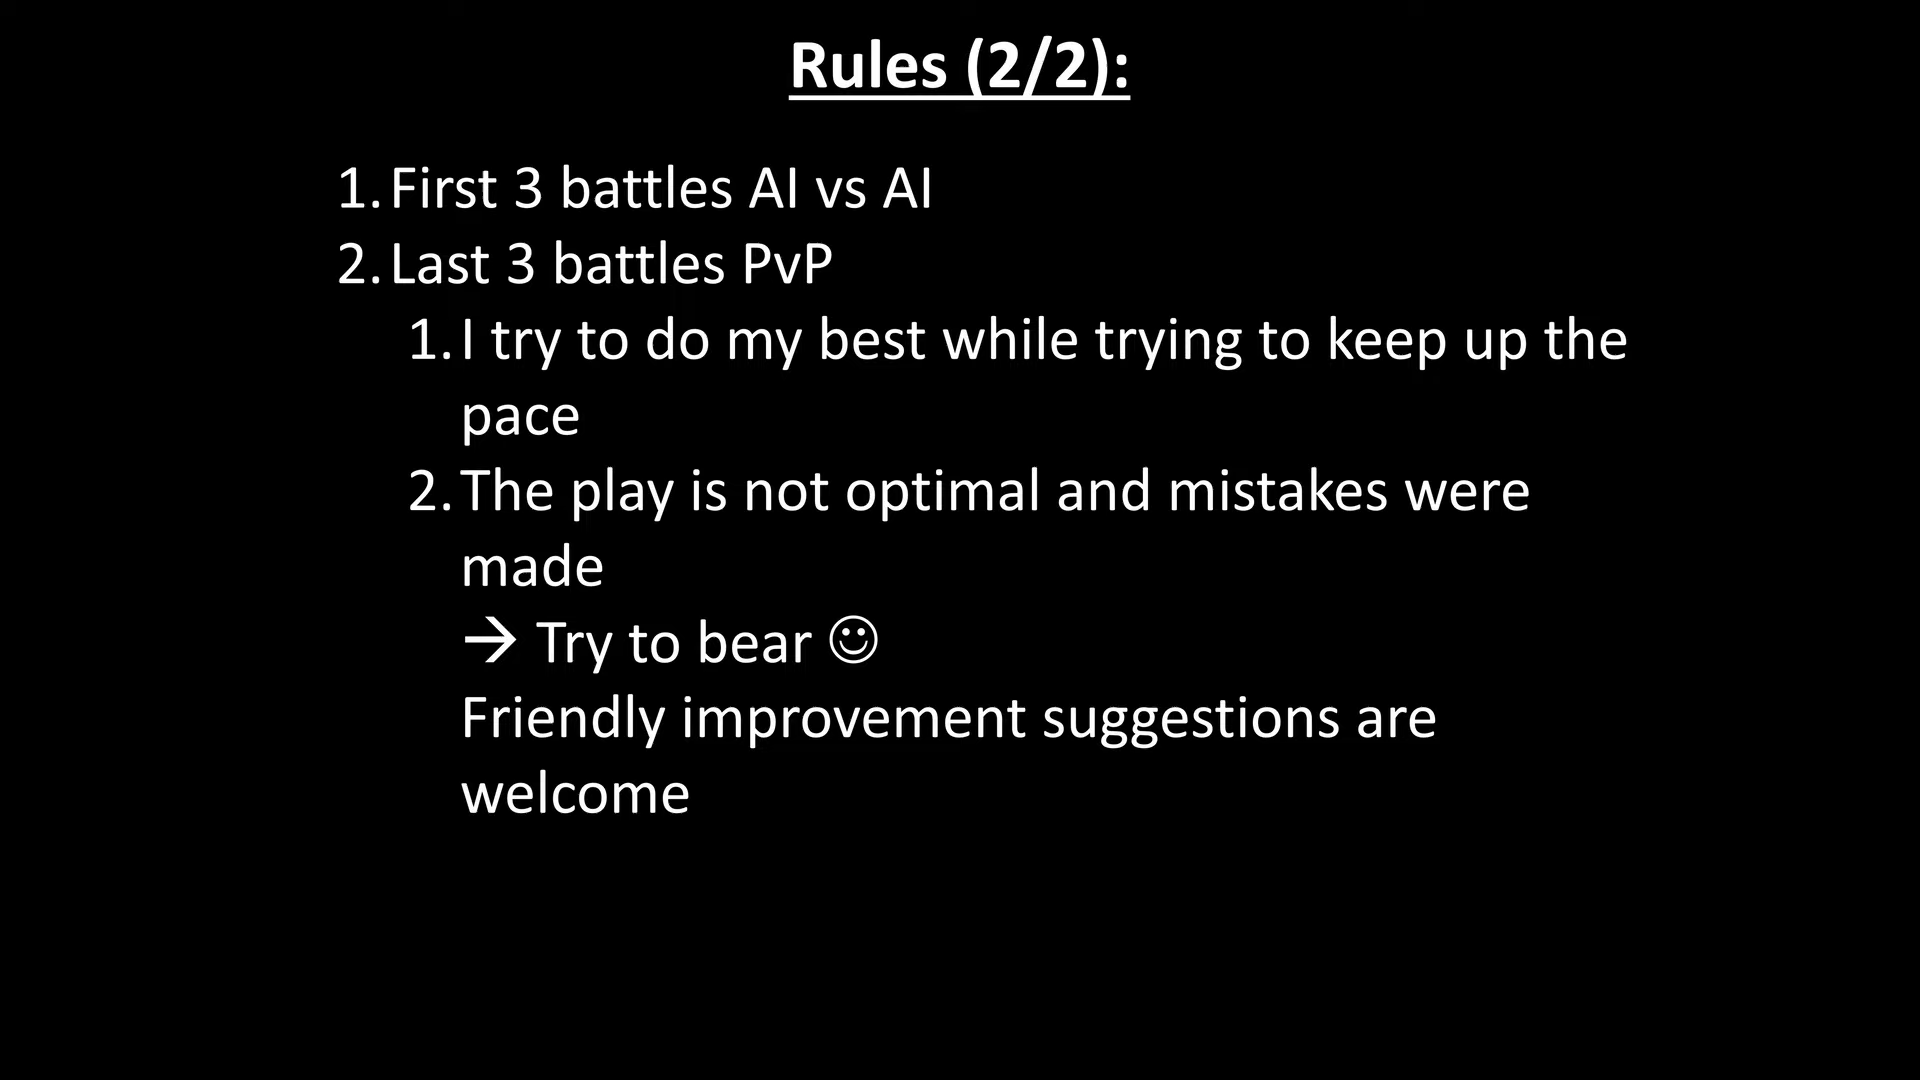 Rules (2/2):
1. First 3 battles AI vs AI
2. Last 3 battles PvP
1. I try to do my best while trying to keep up the
pace
2. The play is not optimal and mistakes were
made
→ Try to bear ☺
Friendly improvement suggestions are
welcome